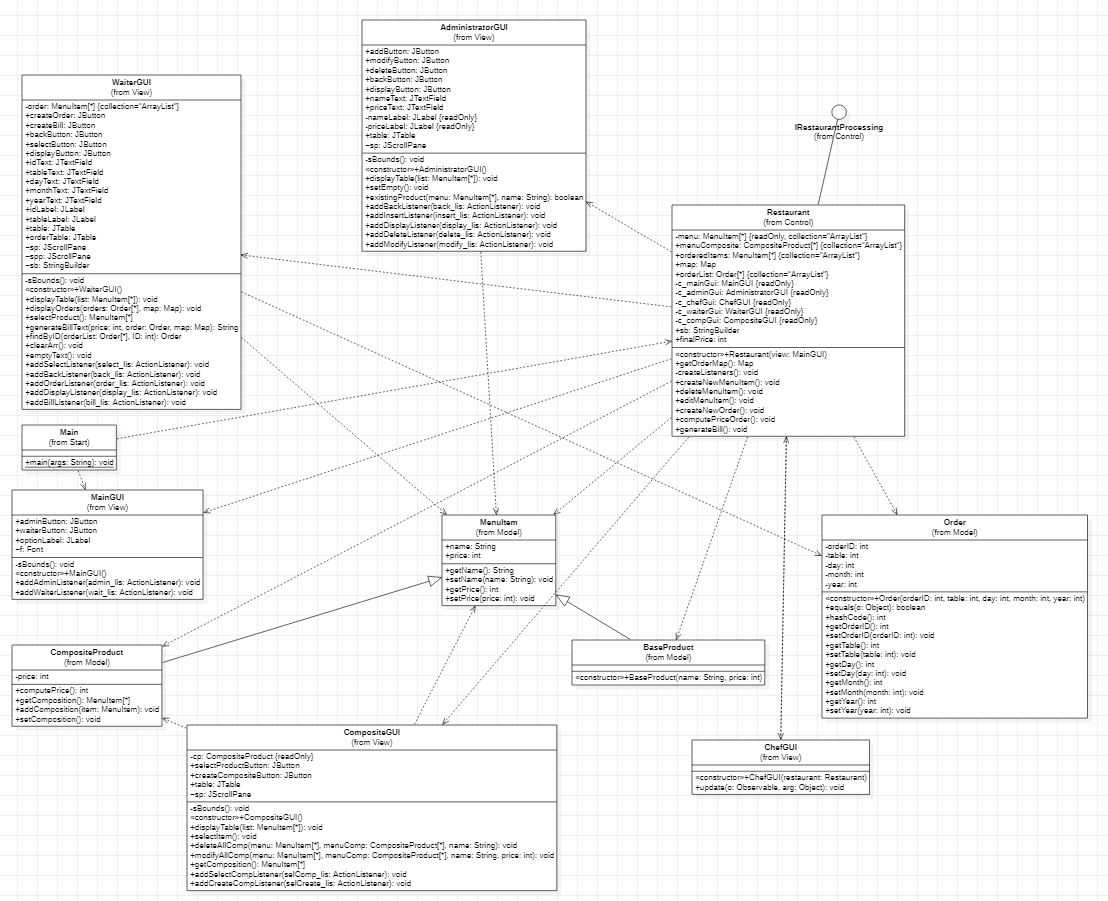 AdministratorGUI
(from View)
+addButton: JButton
+modifyButton: JButton
+deleteButton: JButton
+backButton: JButton
+displayButton: JButton
+nameText: JTextField
+priceText: JTextField
-nameLabel: JLabel {readOnly}
-priceLabel: JLabel {readOnly}
+table: JTable
~sp: JScrollPane
-sBounds(): void
«constructor»+AdministratorGUI()
+displayTable(list: MenuItem[*]): void
+setEmpty(): void
+existingProduct(menu: MenuItem[*], name: String): boolean
+addBackListener(back_lis: ActionListener): void
+addInsertListener(insert_lis: ActionListener): void
+addDisplayListener(display_lis: ActionListener): void
+addDeleteListener(delete_lis: ActionListener): void
+addModifyListener(modify_lis: ActionListener): void
WaiterGUI
(from View)
-order: MenuItem[*] {collection="ArrayList"}
+createOrder: JButton
+createBill: JButton
+backButton: JButton
+selectButton: JButton
+displayButton: JButton
+idText: JTextField
+tableText: JTextField
+dayText: JTextField
+monthText: JTextField
+yearText: JTextField
+idLabel: JLabel
+tableLabel: JLabel
+table: JTable
+orderTable: JTable
~sp: JScrollPane
~spp: JScrollPane
~sb: StringBuilder
-sBounds(): void
«constructor»+WaiterGUI()
+displayTable(list: MenuItem[*]): void
+displayOrders(orders: Order[*], map: Map): void
+selectProduct(): MenuItem[*]
+generateBillText(price: int, order: Order, map: Map): String
+findByID(orderList: Order[*], ID: int): Order
+clearArr(): void
+emptyText(): void
+addSelectListener(select_lis: ActionListener): void
+addBackListener(back_lis: ActionListener): void
+addOrderListener(order_lis: ActionListener): void
+addDisplayListener(display_lis: ActionListener): void
+addBillListener(bill_lis: ActionListener): void
IRestaurantProcessing
(from Control)
Restaurant
(from Control)
-menu: MenuItem[*] {readOnly, collection="ArrayList"}
+menuComposite: CompositeProduct[*] {collection="ArrayList"}
+orderedItems: MenuItem[*] {collection="ArrayList"}
+map: Map
+orderList: Order[*] {collection="ArrayList"}
-c_mainGui: MainGUI {readOnly}
-c_adminGui: AdministratorGUI {readOnly}
-c_chefGui: ChefGUI {readOnly}
-c_waiterGui: WaiterGUI {readOnly}
-c_compGui: CompositeGUI {readOnly}
+sb: StringBuilder
+finalPrice: int
«constructor»+Restaurant(view: MainGUI)
+getOrderMap(): Map
-createListeners(): void
+createNewMenuItem(): void
+deleteMenuItem(): void
+editMenuItem(): void
+createNewOrder(): void
+computePriceOrder(): void
+generateBill(): void
Main
(from Start)
+main(args: String): void
MainGUI
(from View)
+adminButton: JButton
+waiterButton: JButton
+optionLabel: JLabel
~f: Font
-sBounds(): void
«constructor»+MainGUI()
+addAdminListener(admin_lis: ActionListener): void
+addWaiterListener(wait_lis: ActionListener): void
MenuItem
(from Model)
+name: String
+price: int
+getName(): String
+setName(name: String): void
+getPrice(): int
+setPrice(price: int): void
Order
(from Model)
-orderID: int
-table: int
-day: int
-month: int
-year: int
«constructor»+Order(orderID: int, table: int, day: int, month: int, year: int)
+equals(o: Object): boolean
+hashCode(): int
+getOrderID(): int
+setOrderID(orderID: int): void
+getTable(): int
+setTable(table: int): void
+getDay(): int
+setDay(day: int): void
+getMonth(): int
+setMonth(month: int): void
+getYear(): int
+setYear(year: int): void
CompositeProduct
(from Model)
-price: int
+computePrice(): int
+getComposition(): MenuItem[*]
+addComposition(item: MenuItem): void
+setComposition(): void
BaseProduct
(from Model)
«constructor»+BaseProduct(name: String, price: int)
CompositeGUI
(from View)
-cp: CompositeProduct {readOnly}
+selectProductButton: JButton
+createCompositeButton: JButton
+table: JTable
~sp: JScrollPane
-sBounds(): void
«constructor»+CompositeGUI()
+displayTable(list: MenuItem[*]): void
+selectItem(): void
+deleteAllComp(menu: MenuItem[*], menuComp: CompositeProduct[*], name: String): void
+modifyAllComp(menu: MenuItem[*], menuComp: CompositeProduct[*], name: String, price: int): void
+getComposition(): MenuItem[*]
+addSelectCompListener(selComp_lis: ActionListener): void
+addCreateCompListener(selCreate_lis: ActionListener): void
ChefGUI
(from View)
«constructor»+ChefGUI(restaurant: Restaurant)
+update(o: Observable, arg: Object): void